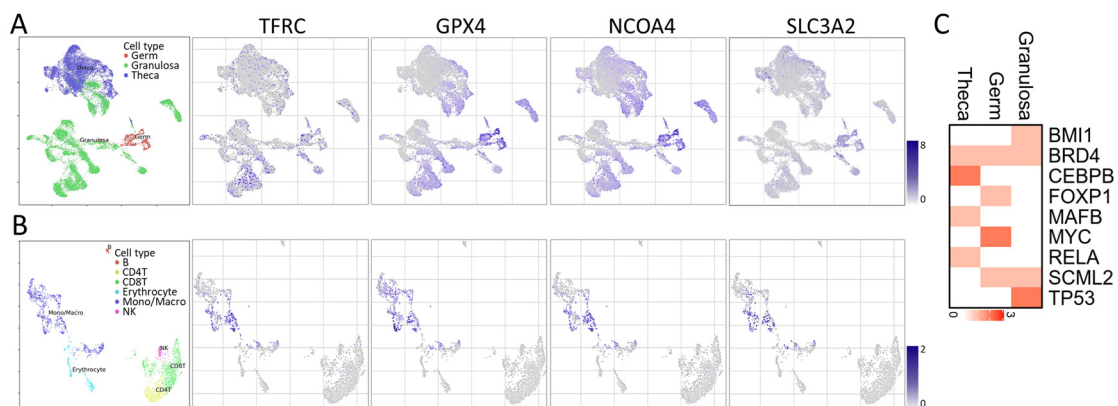 A
TFRC
GPX4
NCOA4
SLC3A2
Cell type
Germ
Granulosa
Theca
Theca
Granulosa
Germ
8
0
B
Cell type
B
CD4T
CD8T
Erythrocyte
Mono/Macro
NK
B
Mono/Macro
Erythrocyte
NK
CD8T
CD4T
2
0
C
Theca
Germ
Granulosa
BMI1
BRD4
CEBPB
FOXP1
MAFB
MYC
RELA
SCML2
TP53
0
3